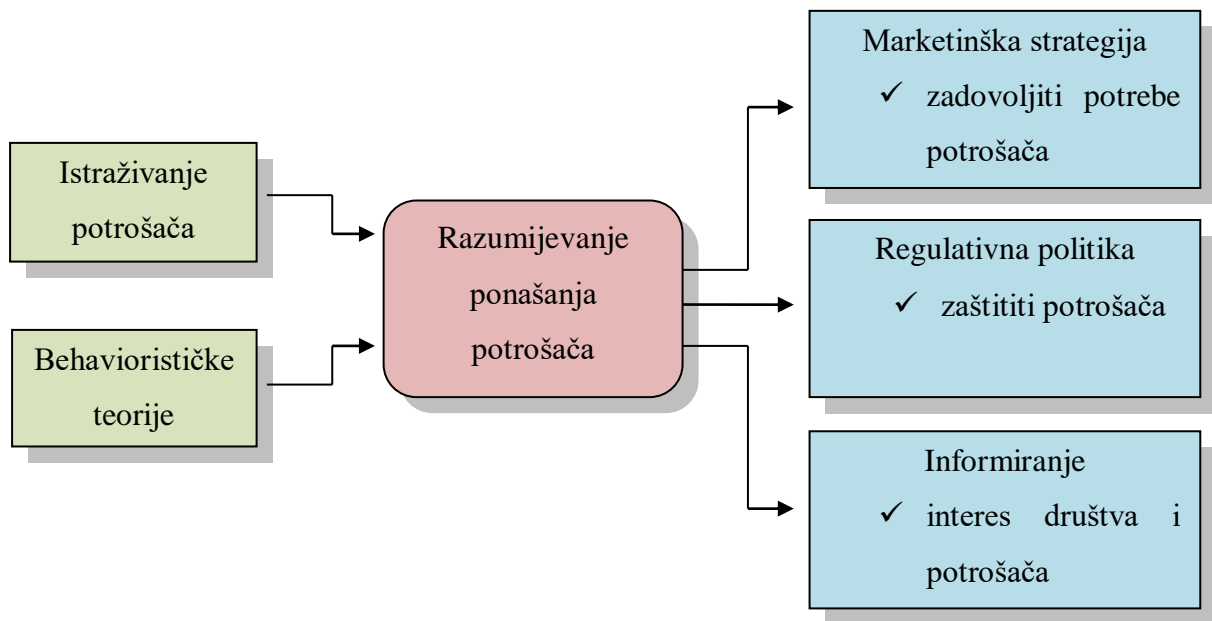 Istraživanje
potrošača
Behaviorističke
teorije
Razumijevanje
ponašanja
potrošača
Marketinška strategija
✓ zadovoljiti potrebe
potrošača
Regulativna politika
✓ zaštititi potrošača
Informiranje
✓ interes društva i
potrošača